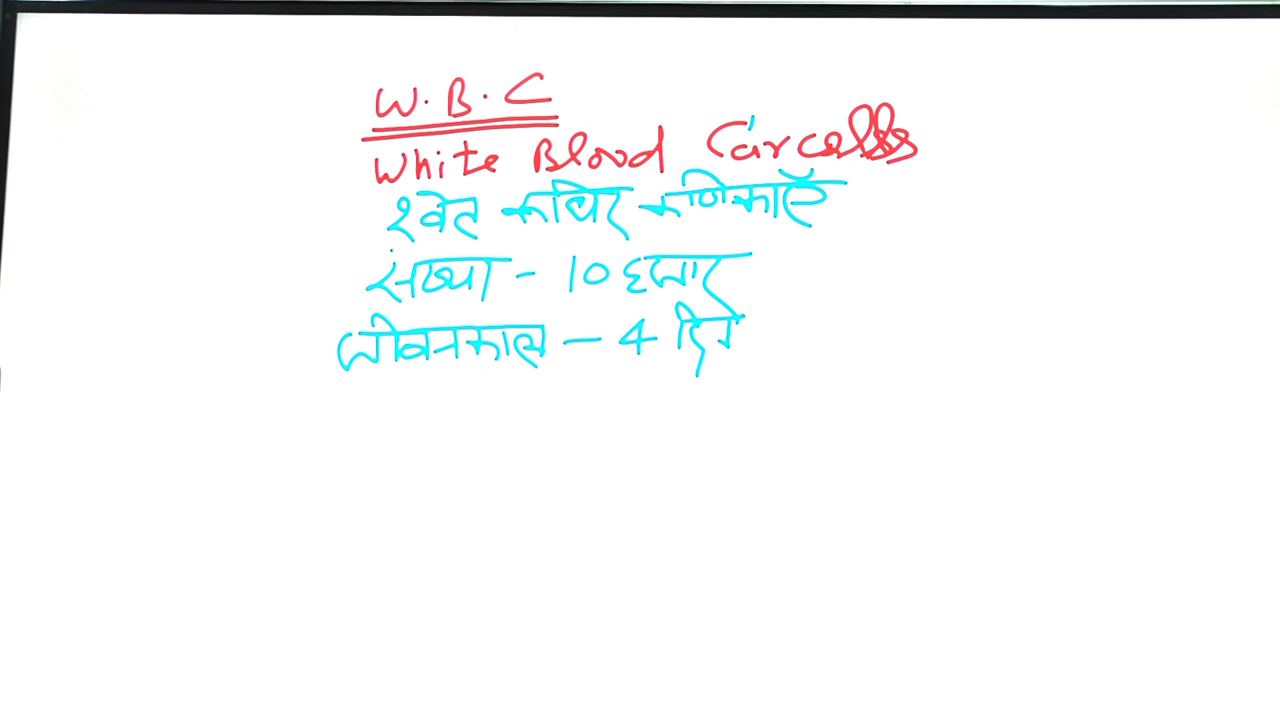 W.B.C
White Blood Carcells
श्वेत रूधिर कणिकाएँ
संख्या - 10 हजार
जीवनकाल - 4 दिन